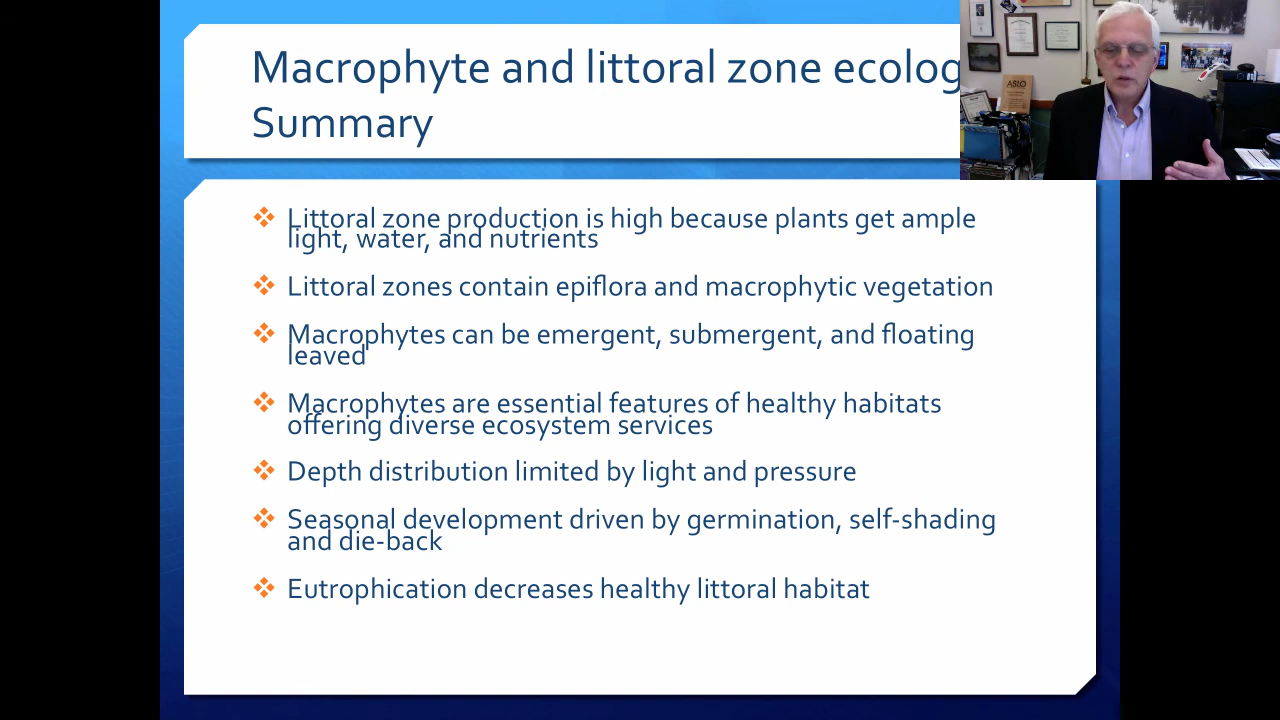 Macrophyte and littoral zone ecolog
Summary
Littoral zone production is high because plants get ample
light, water, and nutrients
Littoral zones contain epiflora and macrophytic vegetation
Macrophytes can be emergent, submergent, and floating
leaved
Macrophytes are essential features of healthy habitats
offering diverse ecosystem services
Depth distribution limited by light and pressure
Seasonal development driven by germination, self-shading
and die-back
Eutrophication decreases healthy littoral habitat
ASLO